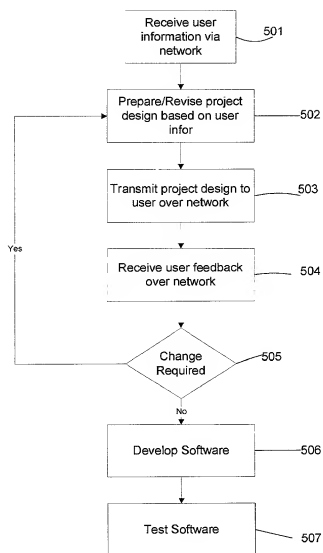 Receive user
information via
network
501
Prepare/Revise project
design based on user
infor
502
Transmit project design to
user over network
503
Receive user feedback
over network
504
Yes
Change
Required
505
No
Develop Software
506
Test Software
507